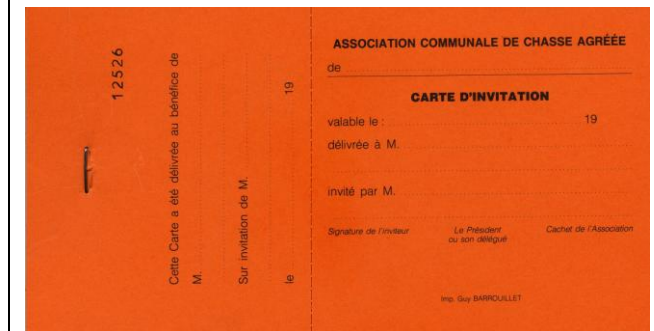 12526
Cette Carte a été délivrée au bénéfice de
M.
Sur invitation de M.
le 19
ASSOCIATION COMMUNALE DE CHASSE AGRÉÉE
de
CARTE D'INVITATION
valable le : 19
délivrée à M.
invité par M.
Signature de l'inviteur Le Président Cachet de l'Association
ou son délégué
Imp. Guy BARROUILLET